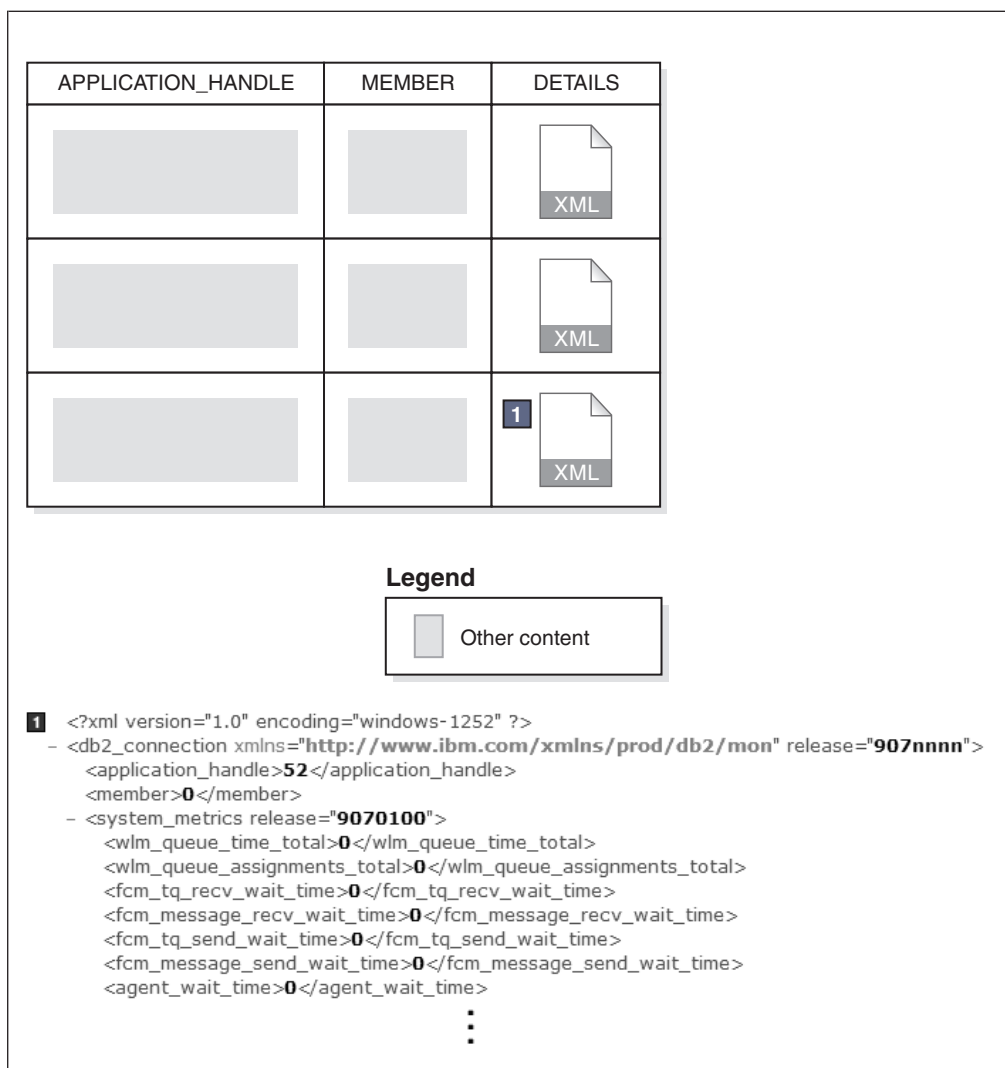 APPLICATION_HANDLE MEMBER DETAILS
XML
XML
1
XML
Legend
Other content
1 <?xml version="1.0" encoding="windows-1252" ?>
– <db2_connection xmlns="http://www.ibm.com/xmlns/prod/db2/mon" release="907nnnn">
<application_handle>52</application_handle>
<member>0</member>
– <system_metrics release="9070100">
<wlm_queue_time_total>0</wlm_queue_time_total>
<wlm_queue_assignments_total>0</wlm_queue_assignments_total>
<fcm_tq_recv_wait_time>0</fcm_tq_recv_wait_time>
<fcm_message_recv_wait_time>0</fcm_message_recv_wait_time>
<fcm_tq_send_wait_time>0</fcm_tq_send_wait_time>
<fcm_message_send_wait_time>0</fcm_message_send_wait_time>
<agent_wait_time>0</agent_wait_time>